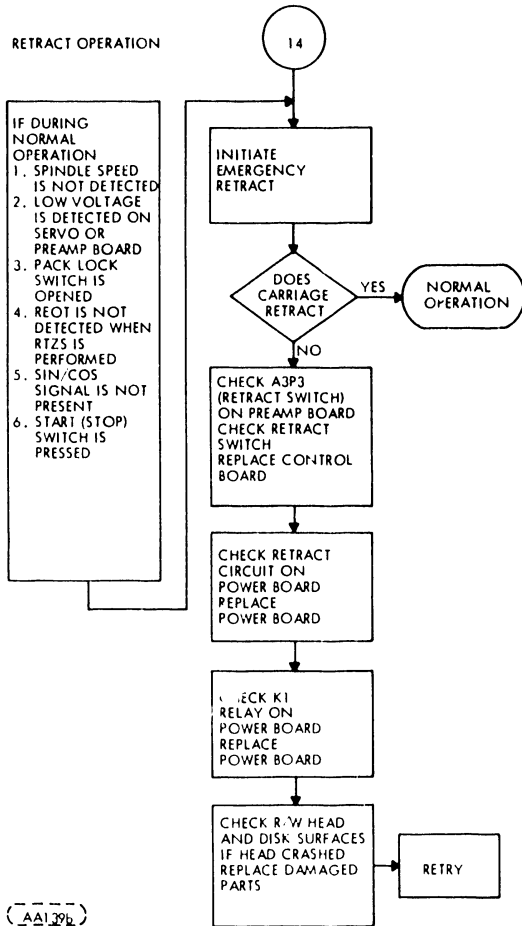 RETRACT OPERATION
14
IF DURING
NORMAL
OPERATION
1. SPINDLE SPEED
IS NOT DETECTED
2. LOW VOLTAGE
IS DETECTED ON
SERVO OR
PREAMP BOARD
3. PACK LOCK
SWITCH IS
OPENED
4. REOT IS NOT
DETECTED WHEN
RTZS IS
PERFORMED
5. SIN/COS
SIGNAL IS NOT
PRESENT
6. START (STOP)
SWITCH IS
PRESSED
INITIATE
EMERGENCY
RETRACT
DOES
CARRIAGE
RETRACT
YES
NORMAL
OPERATION
NO
CHECK A3P3
(RETRACT SWITCH)
ON PREAMP BOARD
CHECK RETRACT
SWITCH
REPLACE CONTROL
BOARD
CHECK RETRACT
CIRCUIT ON
POWER BOARD
REPLACE
POWER BOARD
CHECK K1
RELAY ON
POWER BOARD
REPLACE
POWER BOARD
CHECK R/W HEAD
AND DISK SURFACES
IF HEAD CRASHED
REPLACE DAMAGED
PARTS
RETRY
AA139b